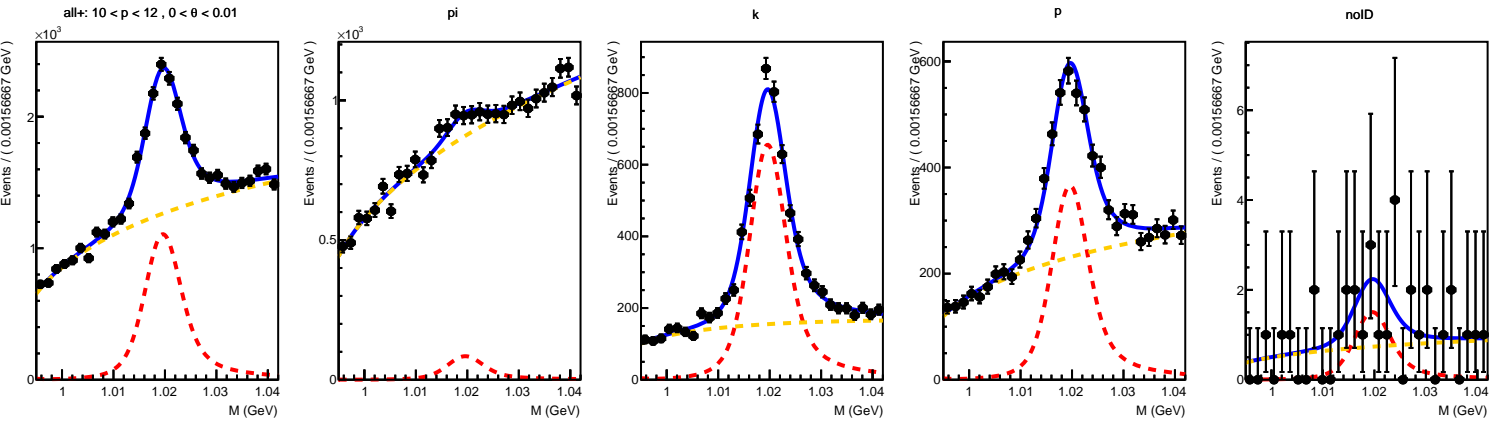 all+: 10 < p < 12 , 0 < θ < 0.01
×10³
Events / ( 0.00156667 GeV )
2
1
0
1 1.01 1.02 1.03 1.04
M (GeV)
pi
×10³
Events / ( 0.00156667 GeV )
1
0.5
0
1 1.01 1.02 1.03 1.04
M (GeV)
k
Events / ( 0.00156667 GeV )
800
600
400
200
0
1 1.01 1.02 1.03 1.04
M (GeV)
p
Events / ( 0.00156667 GeV )
600
400
200
0
1 1.01 1.02 1.03 1.04
M (GeV)
noID
Events / ( 0.00156667 GeV )
6
4
2
0
1 1.01 1.02 1.03 1.04
M (GeV)